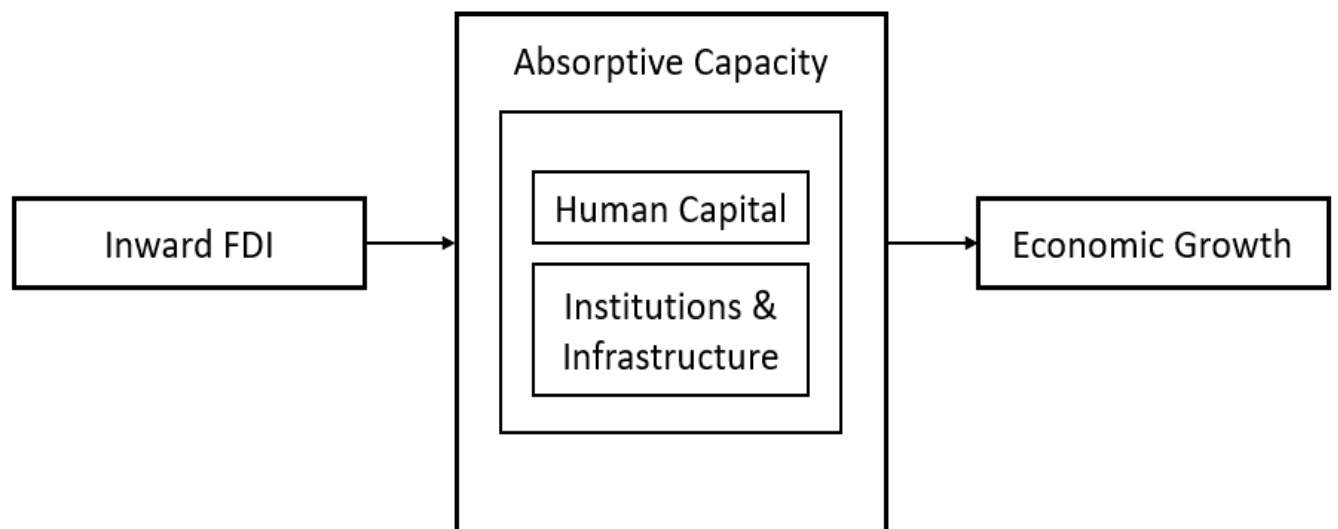 Absorptive Capacity
Human Capital
Inward FDI
Economic Growth
Institutions &
Infrastructure